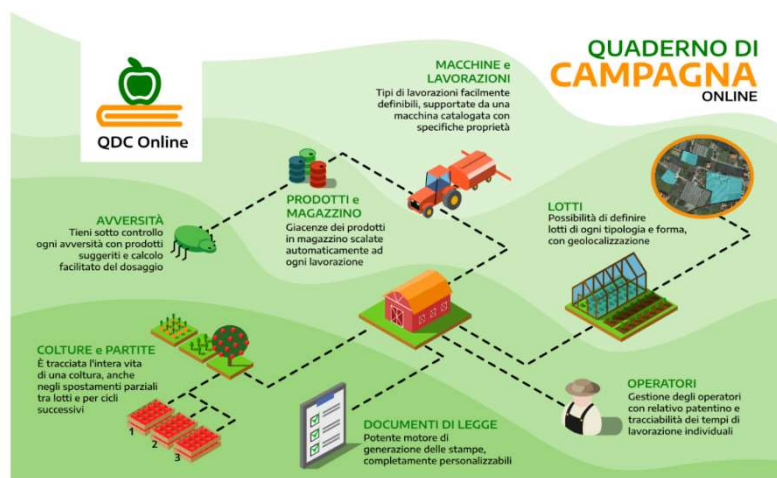 QDC Online
QUADERNO DI
CAMPAGNA
ONLINE
MACCHINE e
LAVORAZIONI
Tipi di lavorazioni facilmente
definibili, supportate da una
macchina catalogata con
specifiche proprietà
PRODOTTI e
MAGAZZINO
Giacenze dei prodotti
in magazzino scalate
automaticamente ad
ogni lavorazione
AVVERSITÀ
Tieni sotto controllo
ogni avversità con prodotti
suggeriti e calcolo
facilitato del dosaggio
LOTTI
Possibilità di definire
lotti di ogni tipologia e forma,
con geolocalizzazione
COLTURE e PARTITE
È tracciata l'intera vita
di una coltura, anche
negli spostamenti parziali
tra lotti e per cicli
successivi
1
2
3
DOCUMENTI DI LEGGE
Potente motore di
generazione delle stampe,
completamente personalizzabili
OPERATORI
Gestione degli operatori
con relativo patentino e
tracciabilità dei tempi di
lavorazione individuali